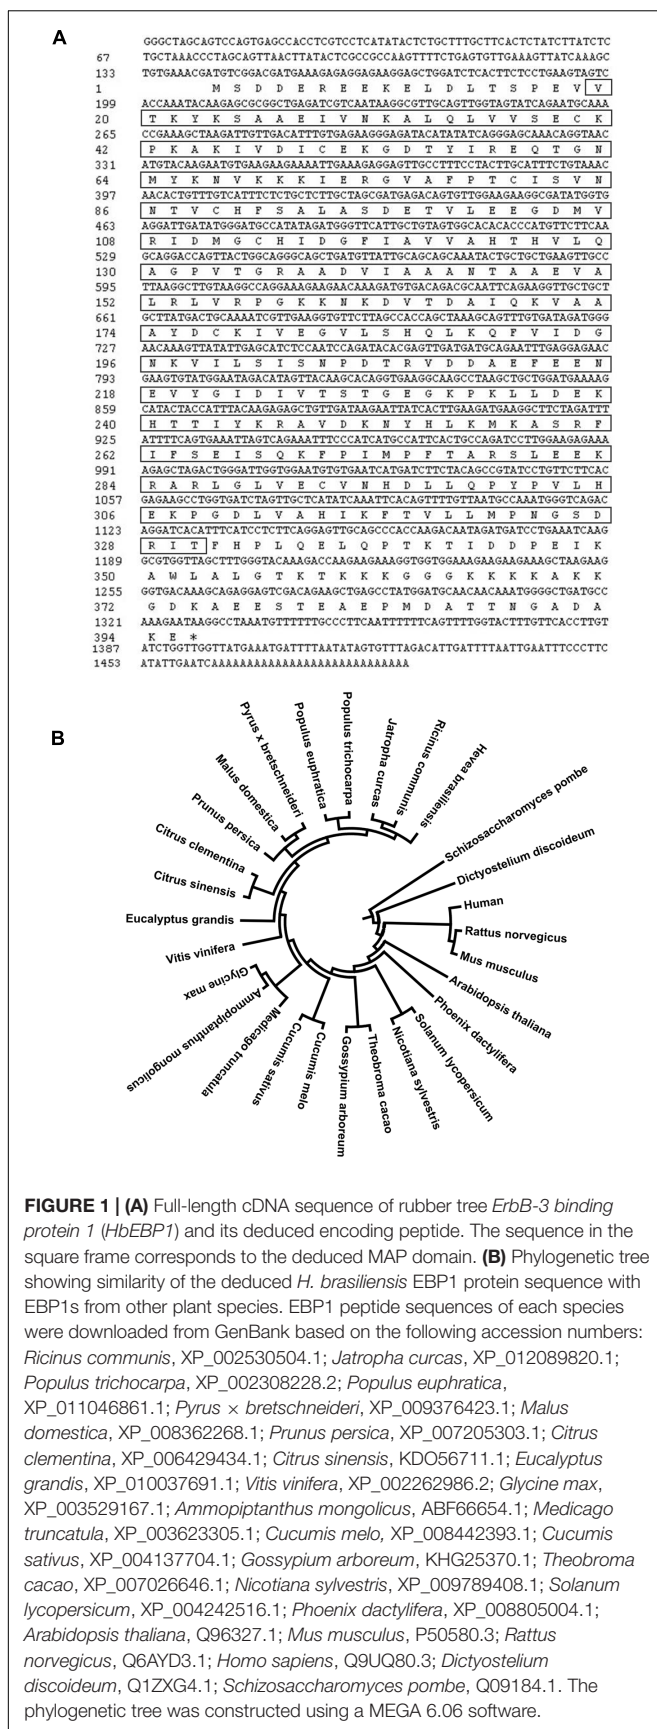 A
GGGCTAGCAGTCCAGTGAGCCACCTCGTCCTCATATACTCTGCTTTGCTTCACTCTATCTTATCTC
67 TGCTAAACCCTAGCAGTTAACTTATACTCGCCGCCAAGTTTTCTGAGTGTTGAAAGTTATCAAAGC
133 TGTGAAACGATGTCGGACGATGAAAGAGAGGAGAAGGAGCTGGATCTCACTTCTCCTGAAGTAGTC
1 M S D D E R E E K E L D L T S P E V V
199 ACCAAATACAAGAGCGCGGCTGAGATCGTCAATAAGGCGTTGCAGTTGGTAGTATCAGAATGCAAA
20 T K Y K S A A E I V N K A L Q L V V S E C K
265 CCGAAAGCTAAGATTGTTGACATTTGTGAGAAGGGAGATACATATATCAGGGAGCAAACAGGTAAC
42 P K A K I V D I C E K G D T Y I R E Q T G N
331 ATGTACAAGAATGTGAAGAAGAAAATTGAAAGAGGAGTTGCCTTTCCTACTTGCATTTCTGTAAAC
64 M Y K N V K K K I E R G V A F P T C I S V N
397 AACACTGTTTGTCATTTCTCTGCTCTTGCTAGCGATGAGACAGTGTTGGAAGAAGGCGATATGGTG
86 N T V C H F S A L A S D E T V L E E G D M V
463 AGGATTGATATGGGATGCCATATAGATGGGTTCATTGCTGTAGTGGCACACACCCATGTTCTTCAA
108 R I D M G C H I D G F I A V V A H T H V L Q
529 GCAGGACCAGTTACTGGCAGGGCAGCTGATGTTATTGCAGCAGCAAATACTGCTGCTGAAGTTGCC
130 A G P V T G R A A D V I A A A N T A A E V A
595 TTAAGGCTTGTAAGGCCAGGAAAGAAGAACAAAGATGTGACAGACGCAATTCAGAAGGTTGCTGCT
152 L R L V R P G K K N K D V T D A I Q K V A A
661 GCTTATGACTGCAAAATCGTTGAAGGTGTTCTTAGCCACCAGCTAAAGCAGTTTGTGATAGATGGG
174 A Y D C K I V E G V L S H Q L K Q F V I D G
727 AACAAAGTTATATTGAGCATCTCCAATCCAGATACACGAGTTGATGATGCAGAATTTGAGGAGAAC
196 N K V I L S I S N P D T R V D D A E F E E N
793 GAAGTGTATGGAATAGACATAGTTACAAGCACAGGTGAAGGCAAGCCTAAGCTGCTGGATGAAAAG
218 E V Y G I D I V T S T G E G K P K L L D E K
859 CATACTACCATTTACAAGAGAGCTGTTGATAAGAATTATCACTTGAAGATGAAGGCTTCTAGATTT
240 H T T I Y K R A V D K N Y H L K M K A S R F
925 ATTTTCAGTGAAATTAGTCAGAAATTTCCCATCATGCCATTCACTGCCAGATCCTTGGAAGAGAAA
262 I F S E I S Q K F P I M P F T A R S L E E K
991 AGAGCTAGACTGGGATTGGTGGAATGTGTGAATCATGATCTTCTACAGCCGTATCCTGTTCTTCAC
284 R A R L G L V E C V N H D L L Q P Y P V L H
1057 GAGAAGCCTGGTGATCTAGTTGCTCATATCAAATTCACAGTTTTGTTAATGCCAAATGGGTCAGAC
306 E K P G D L V A H I K F T V L L M P N G S D
1123 AGGATCACATTTCATCCTCTTCAGGAGTTGCAGCCCACCAAGACAATAGATGATCCTGAAATCAAG
328 R I T F H P L Q E L Q P T K T I D D P E I K
1189 GCGTGGTTAGCTTTGGGTACAAAGACCAAGAAGAAAGGTGGTGGAAAGAAGAAGAAAGCTAAGAAG
350 A W L A L G T K T K K K G G G K K K K A K K
1255 GGTGACAAAGCAGAGGAGTCGACAGAAGCTGAGCCTATGGATGCAACAACAAATGGGGCTGATGCC
372 G D K A E E S T E A E P M D A T T N G A D A
1321 AAAGAATAAGGCCTAAATGTTTTTTGCCCTTCAATTTTTTCAGTTTTGGTACTTTGTTCACCTTGT
394 K E *
1387 ATCTGGTTGGTTATGAAATGATTTTAATATAGTGTTTAGACATTGATTTTAATTGAATTTCCCTTC
1453 ATATTGAATCAAAAAAAAAAAAAAAAAAAAAAAAAA
B
Pyrus x bretschneideri
Populus euphratica
Populus trichocarpa
Jatropha curcas
Ricinus communis
Hevea brasiliensis
Schizosaccharomyces pombe
Dictyostelium discoideum
Human
Rattus norvegicus
Mus musculus
Arabidopsis thaliana
Phoenix dactylifera
Solanum lycopersicum
Nicotiana sylvestris
Theobroma cacao
Gossypium arboreum
Cucumis melo
Cucumis sativus
Medicago truncatula
Ammopiptanthus mongolicus
Glycine max
Vitis vinifera
Eucalyptus grandis
Citrus sinensis
Citrus clementina
Prunus persica
Malus domestica
FIGURE 1 | (A) Full-length cDNA sequence of rubber tree ErbB-3 binding
protein 1 (HbEBP1) and its deduced encoding peptide. The sequence in the
square frame corresponds to the deduced MAP domain. (B) Phylogenetic tree
showing similarity of the deduced H. brasiliensis EBP1 protein sequence with
EBP1s from other plant species. EBP1 peptide sequences of each species
were downloaded from GenBank based on the following accession numbers:
Ricinus communis, XP_002530504.1; Jatropha curcas, XP_012089820.1;
Populus trichocarpa, XP_002308228.2; Populus euphratica,
XP_011046861.1; Pyrus × bretschneideri, XP_009376423.1; Malus
domestica, XP_008362268.1; Prunus persica, XP_007205303.1; Citrus
clementina, XP_006429434.1; Citrus sinensis, KDO56711.1; Eucalyptus
grandis, XP_010037691.1; Vitis vinifera, XP_002262986.2; Glycine max,
XP_003529167.1; Ammopiptanthus mongolicus, ABF66654.1; Medicago
truncatula, XP_003623305.1; Cucumis melo, XP_008442393.1; Cucumis
sativus, XP_004137704.1; Gossypium arboreum, KHG25370.1; Theobroma
cacao, XP_007026646.1; Nicotiana sylvestris, XP_009789408.1; Solanum
lycopersicum, XP_004242516.1; Phoenix dactylifera, XP_008805004.1;
Arabidopsis thaliana, Q96327.1; Mus musculus, P50580.3; Rattus
norvegicus, Q6AYD3.1; Homo sapiens, Q9UQ80.3; Dictyostelium
discoideum, Q1ZXG4.1; Schizosaccharomyces pombe, Q09184.1. The
phylogenetic tree was constructed using a MEGA 6.06 software.